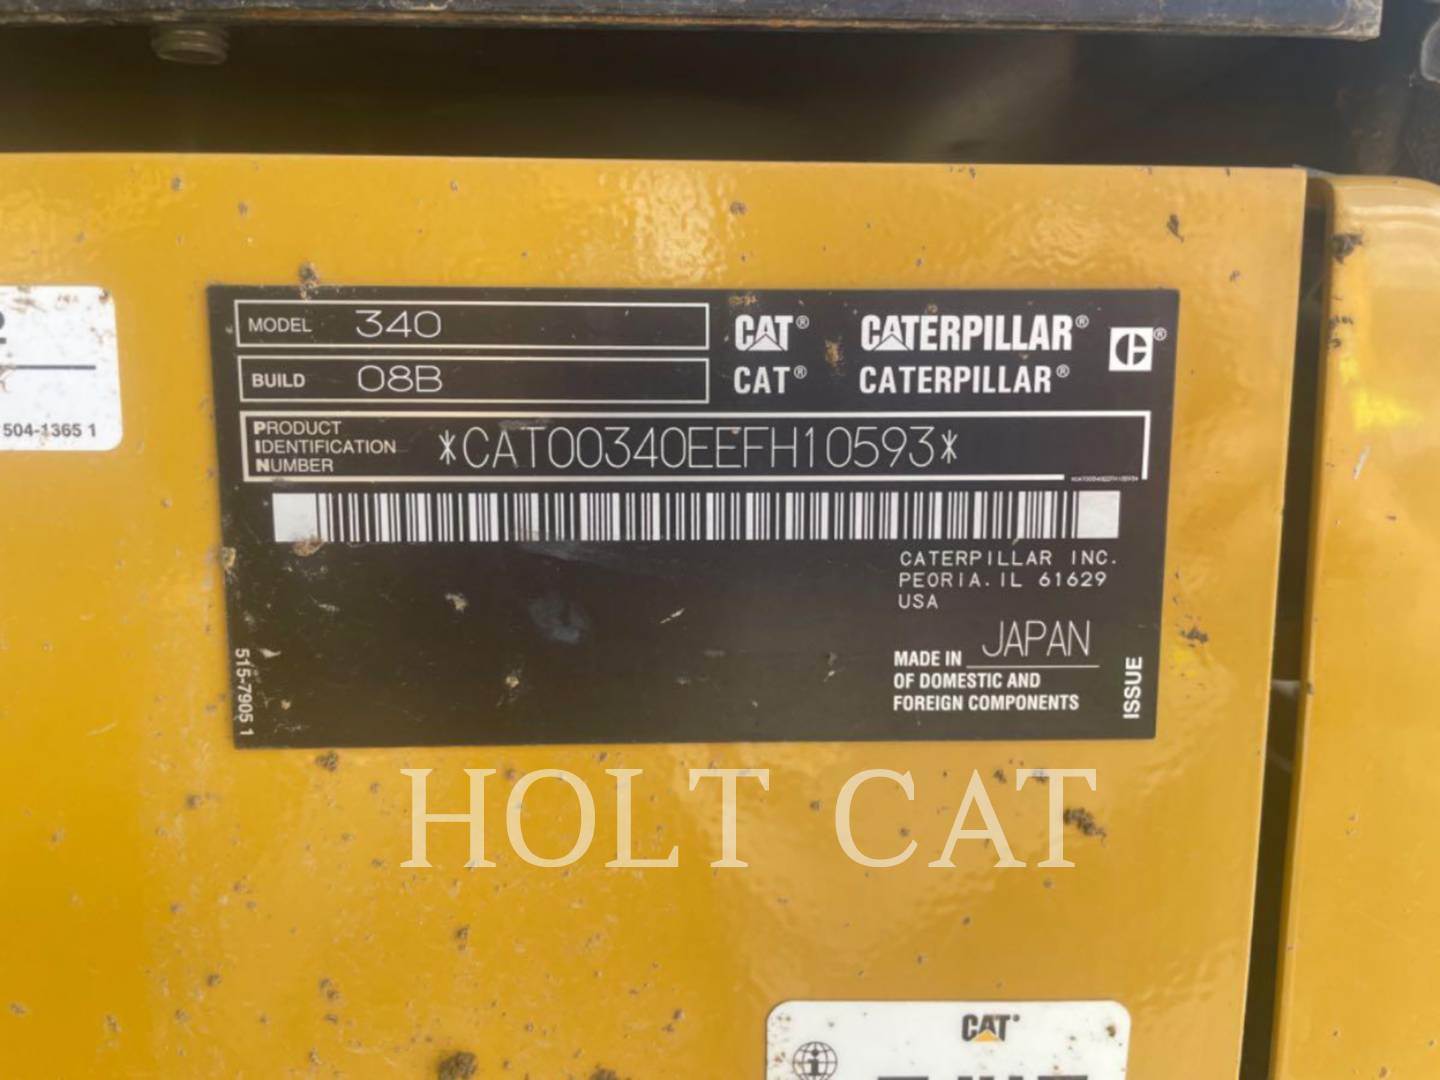 MODEL 340
BUILD 08B
CAT® CATERPILLAR®
CAT® CATERPILLAR®
PRODUCT
IDENTIFICATION
NUMBER
*CAT00340EEFH10593*
CATERPILLAR INC.
PEORIA. IL 61629
USA
MADE IN JAPAN
OF DOMESTIC AND
FOREIGN COMPONENTS
ISSUE
515-7905 1
504-1365 1
HOLT CAT
CAT